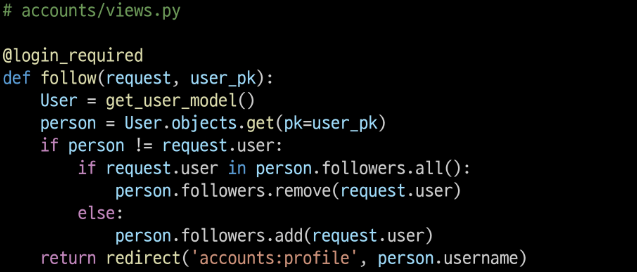 # accounts/views.py
@login_required
def follow(request, user_pk):
    User = get_user_model()
    person = User.objects.get(pk=user_pk)
    if person != request.user:
        if request.user in person.followers.all():
            person.followers.remove(request.user)
        else:
            person.followers.add(request.user)
    return redirect('accounts:profile', person.username)